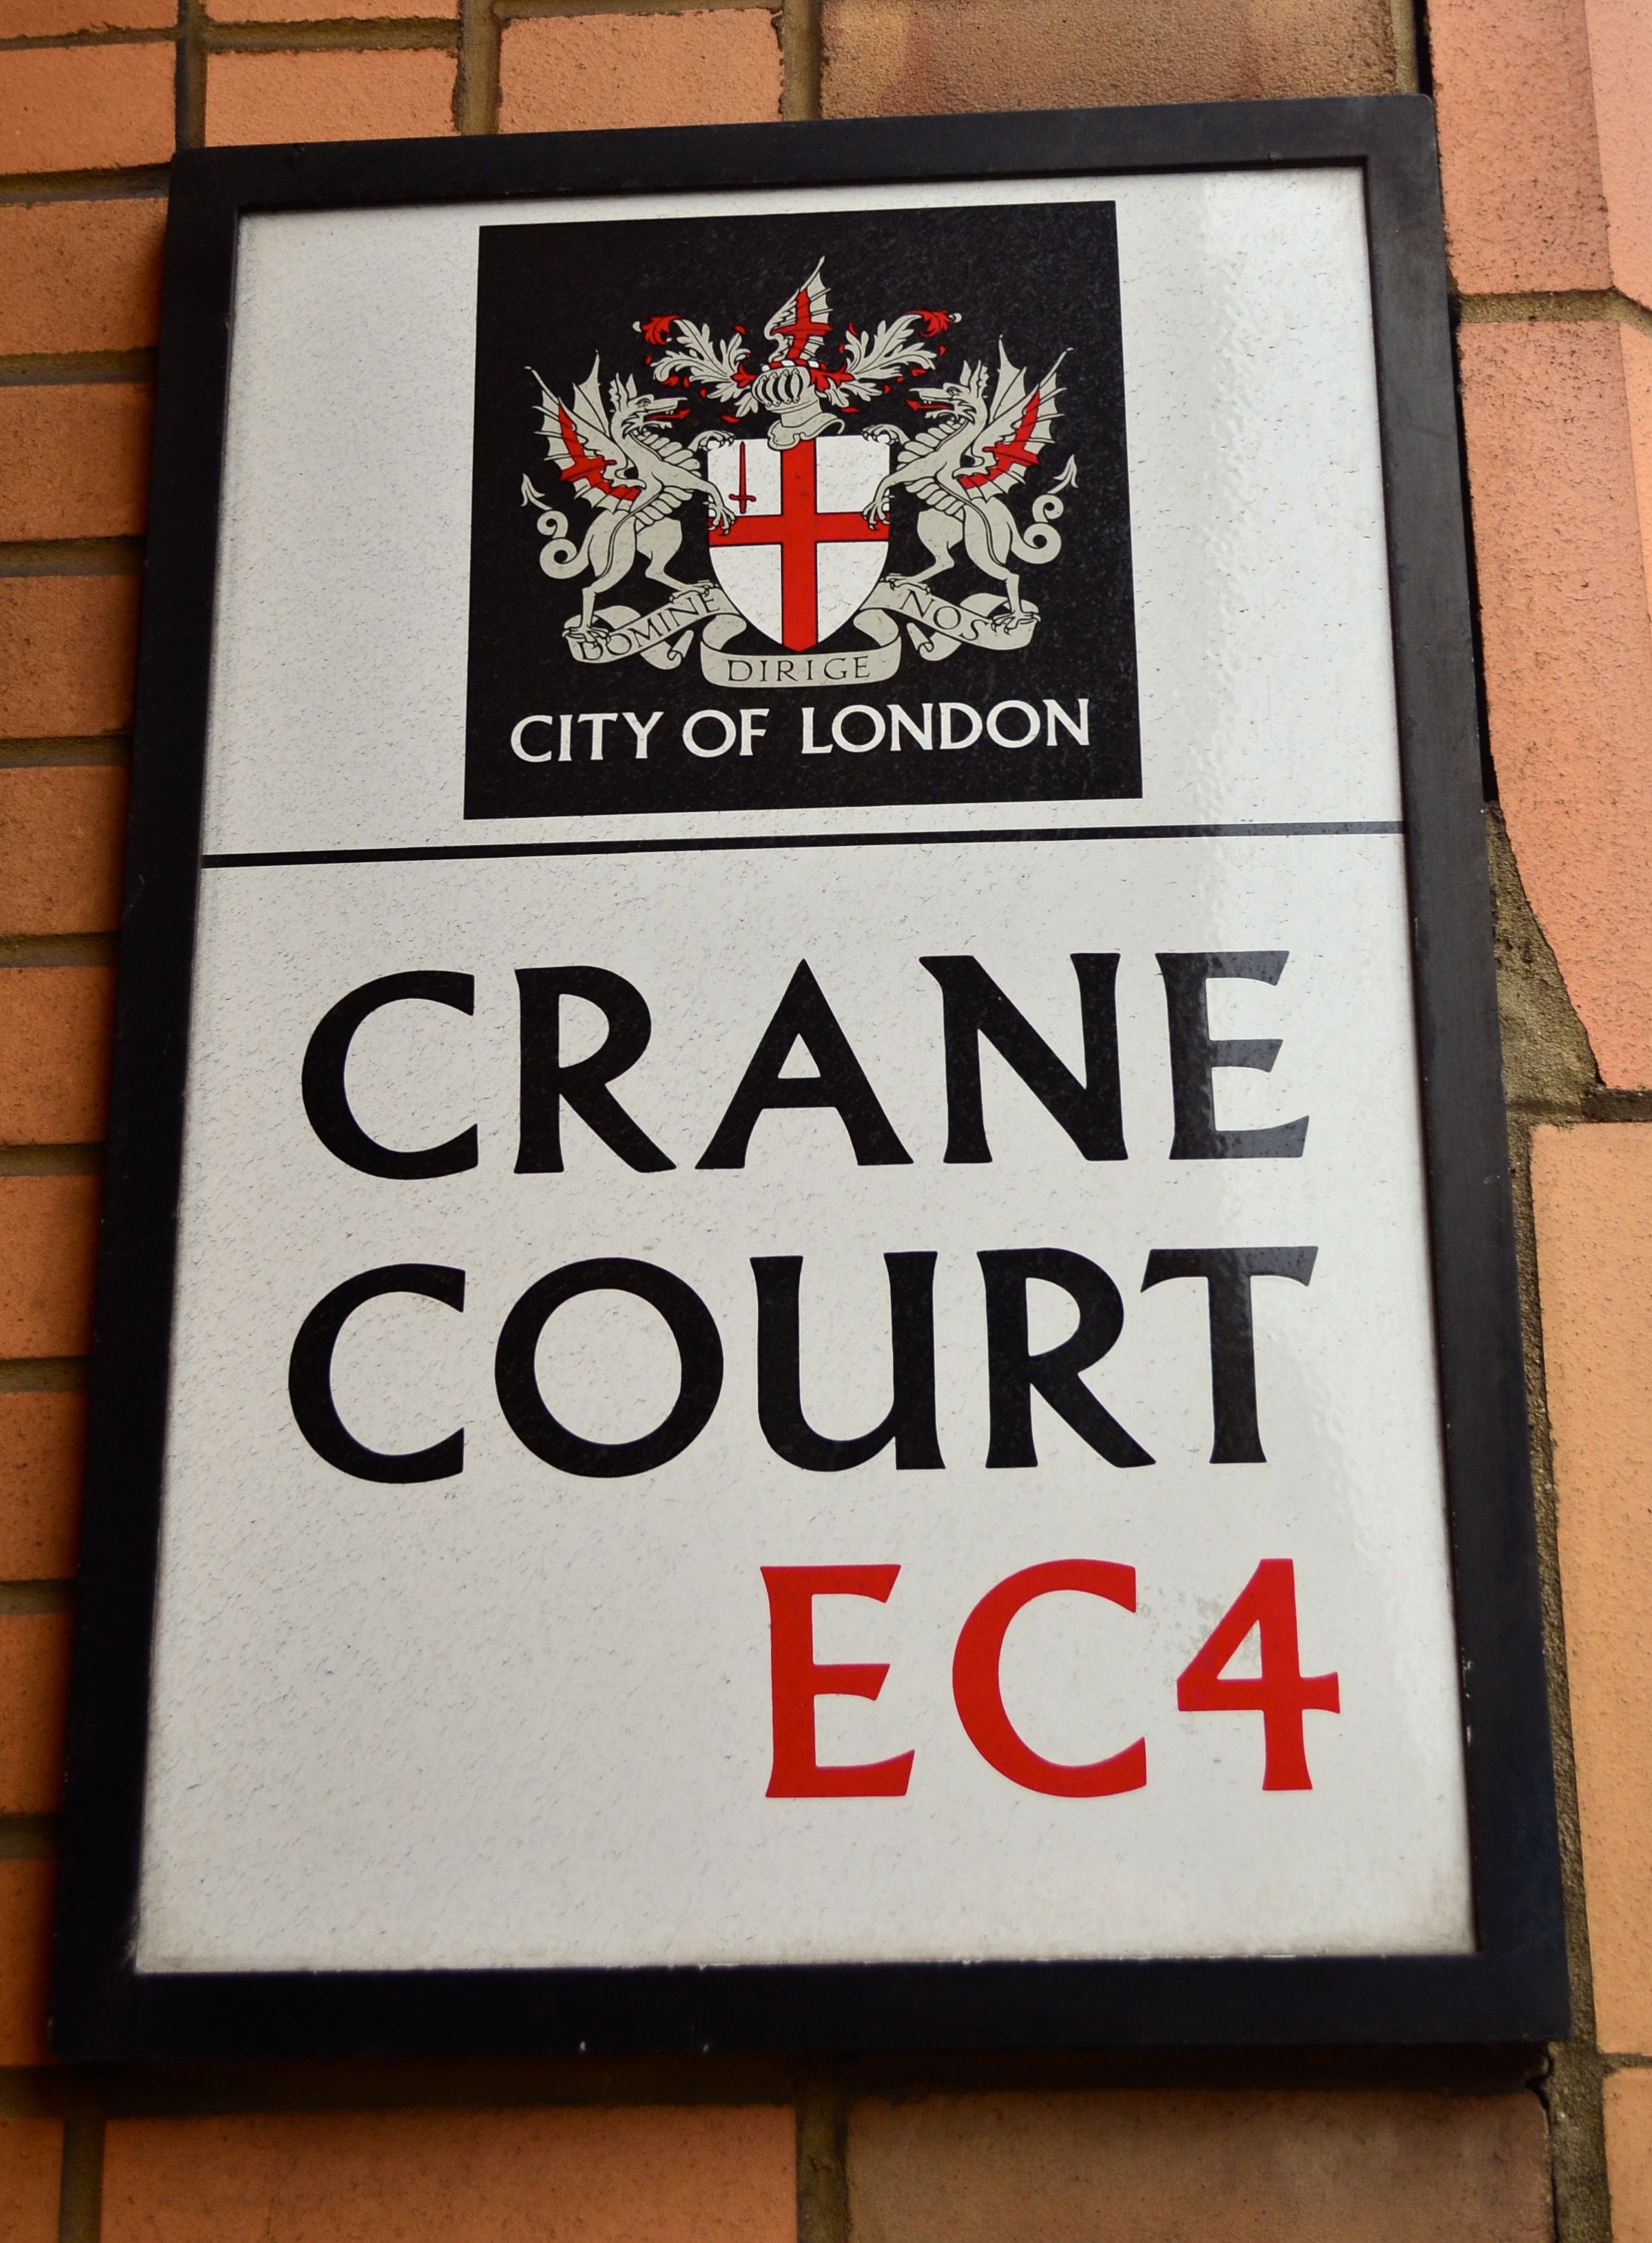 DOMINE DIRIGE NOS
CITY OF LONDON
CRANE
COURT
EC4